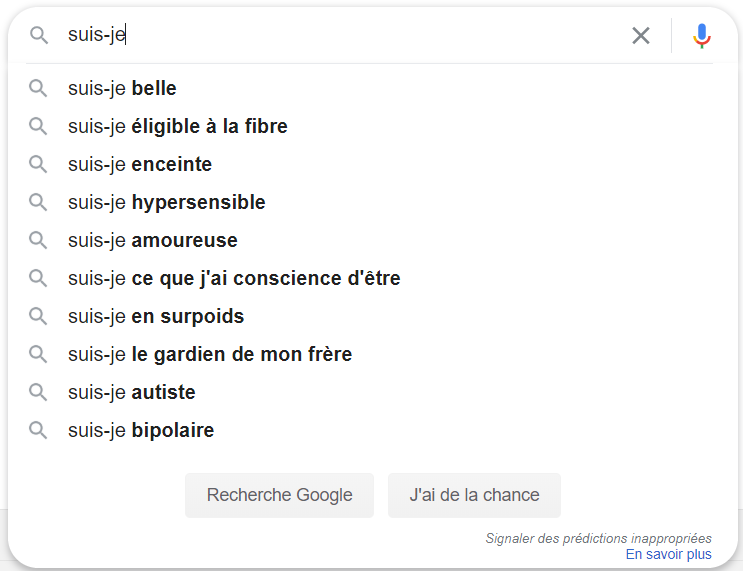 suis-je
suis-je belle
suis-je éligible à la fibre
suis-je enceinte
suis-je hypersensible
suis-je amoureuse
suis-je ce que j'ai conscience d'être
suis-je en surpoids
suis-je le gardien de mon frère
suis-je autiste
suis-je bipolaire
Recherche Google
J'ai de la chance
Signaler des prédictions inappropriées
En savoir plus